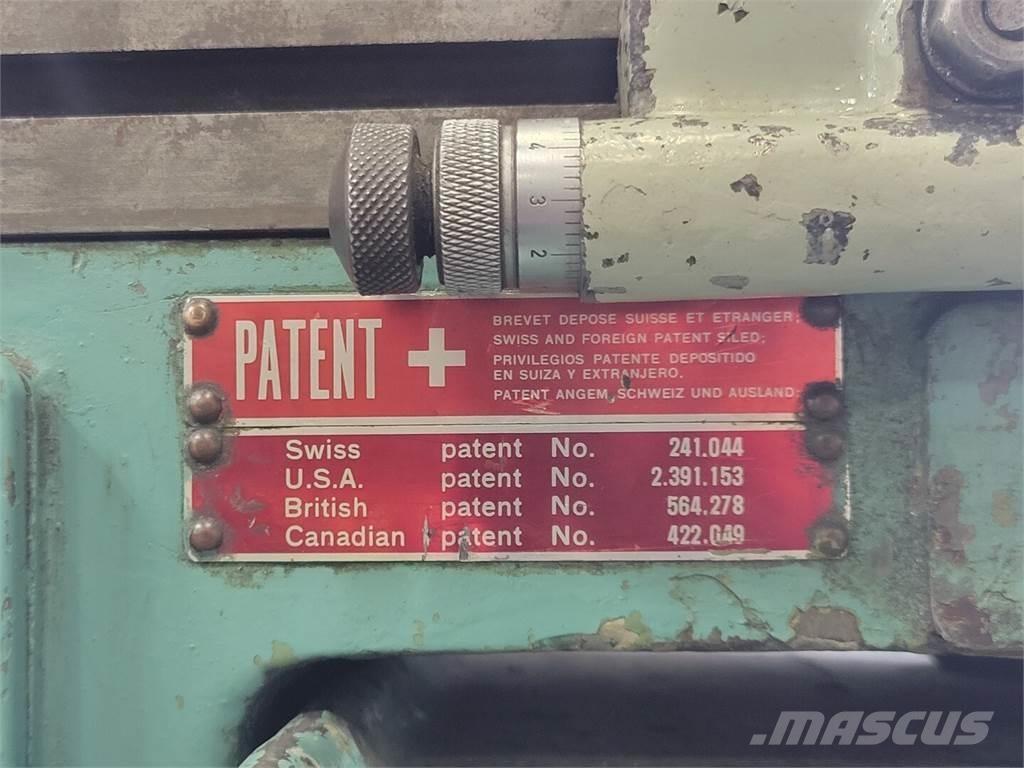 4
3
2
PATENT
BREVET DEPOSE SUISSE ET ETRANGER;
SWISS AND FOREIGN PATENT SILED;
PRIVILEGIOS PATENTE DEPOSITIDO
EN SUIZA Y EXTRANJERO.
PATENT ANGEM. SCHWEIZ UND AUSLAND;
Swiss patent No. 241.044
U.S.A. patent No. 2.391.153
British patent No. 564.278
Canadian patent No. 422.049
MASCUS